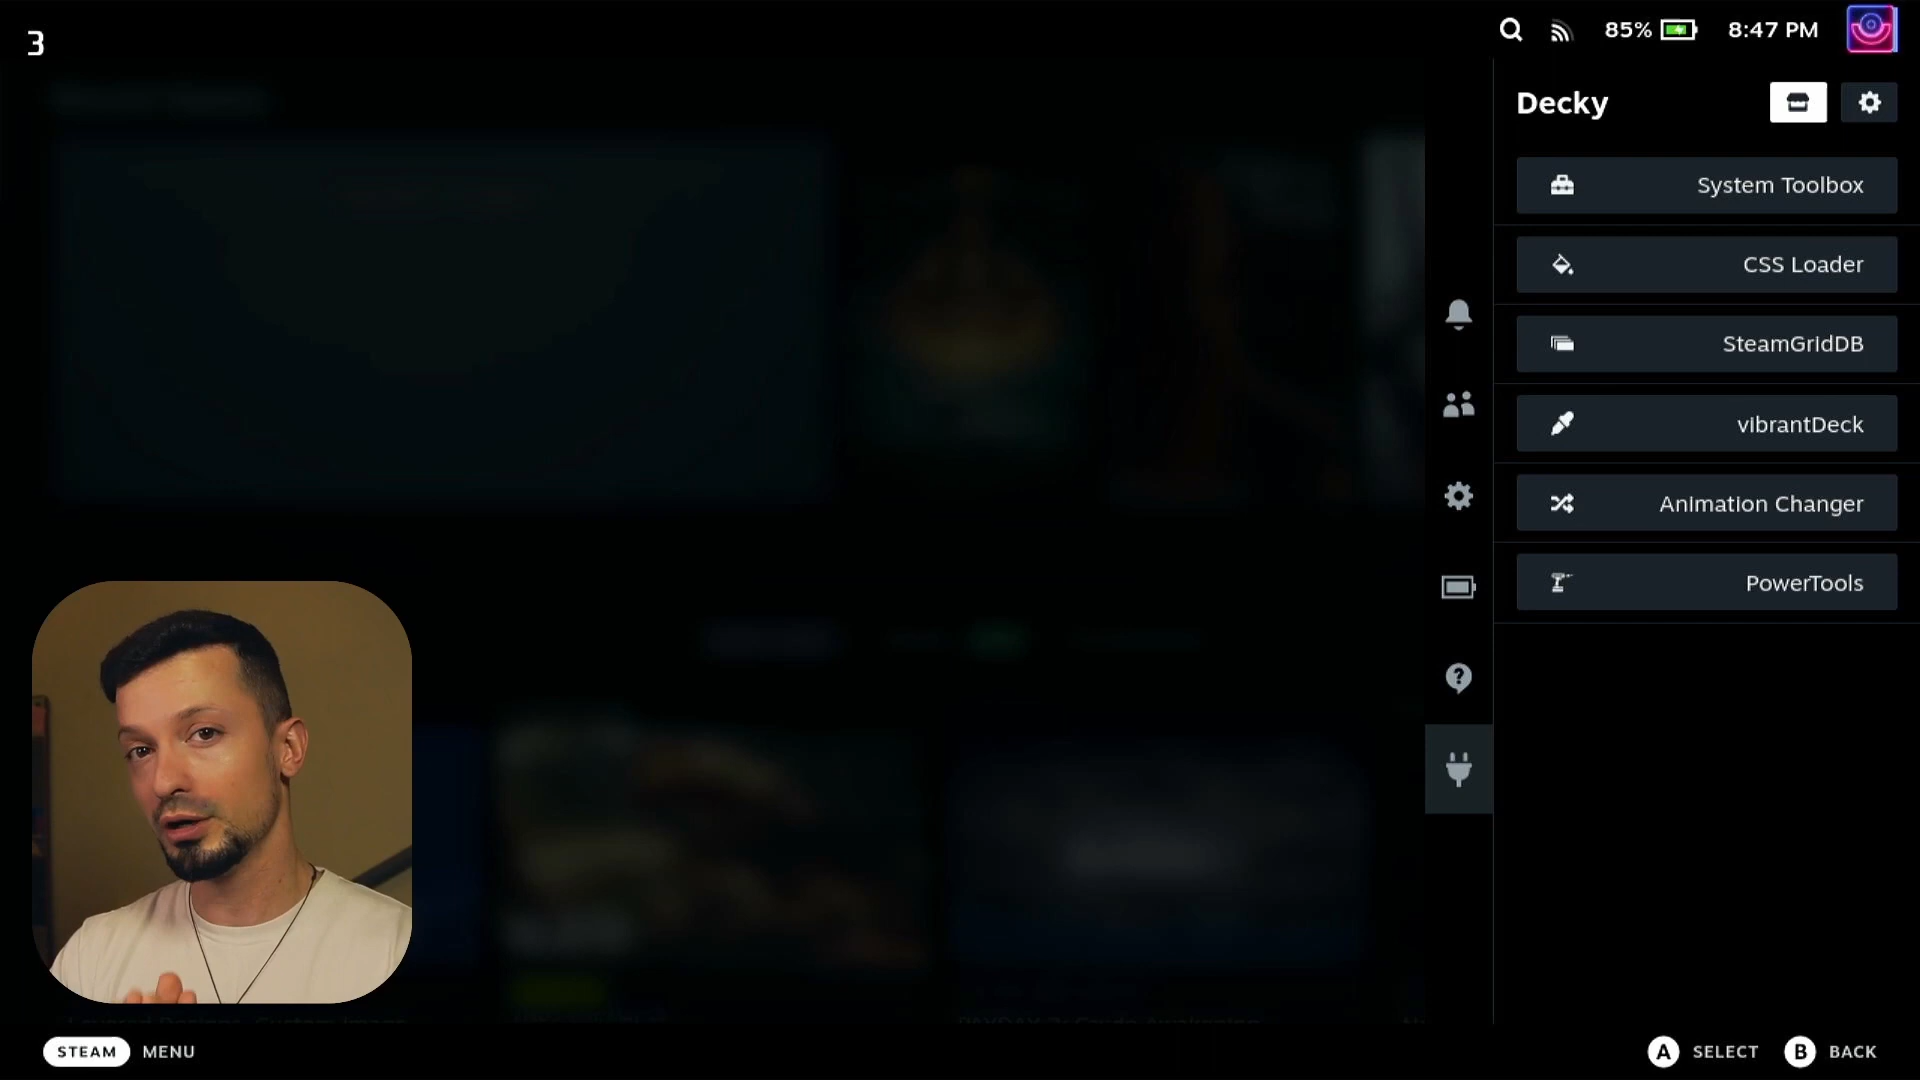 3
85%
8:47 PM
Decky
System Toolbox
CSS Loader
SteamGridDB
vibrantDeck
Animation Changer
PowerTools
STEAM MENU
A SELECT B BACK